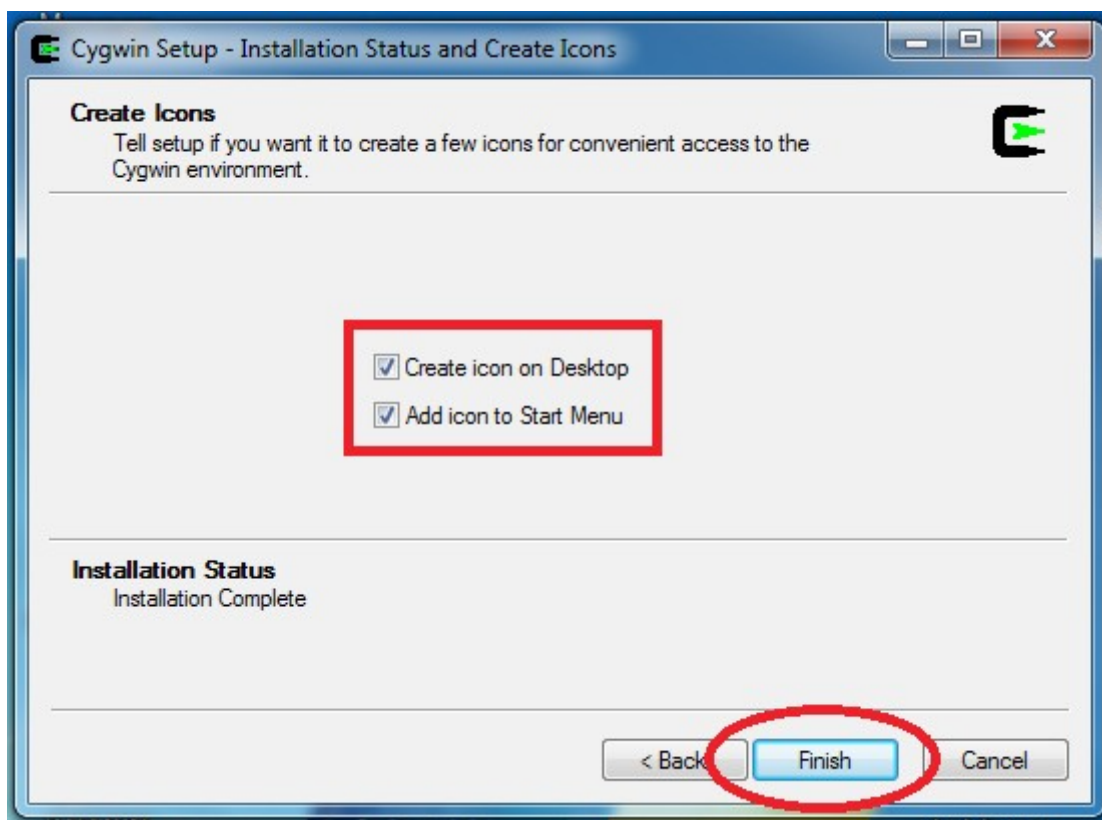 Cygwin Setup - Installation Status and Create Icons
Create Icons
Tell setup if you want it to create a few icons for convenient access to the
Cygwin environment.
Create icon on Desktop
Add icon to Start Menu
Installation Status
Installation Complete
< Back
Finish
Cancel